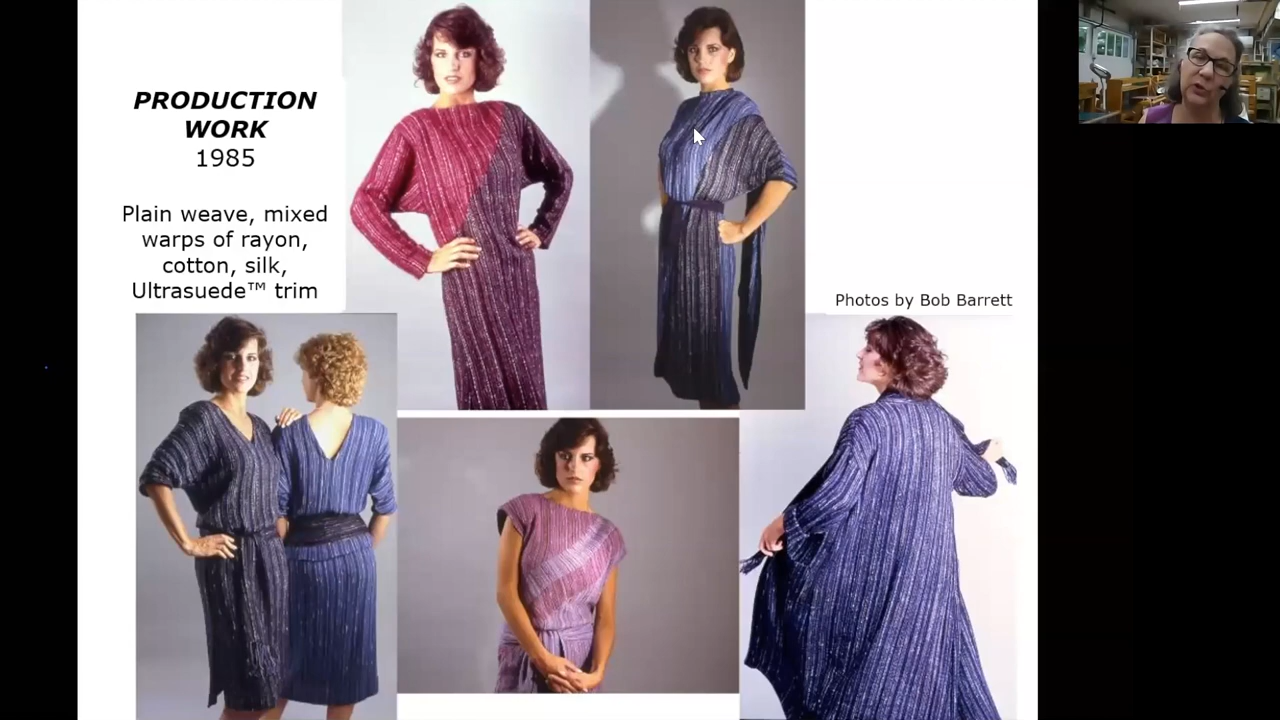 PRODUCTION
WORK
1985
Plain weave, mixed
warps of rayon,
cotton, silk,
Ultrasuede™ trim
Photos by Bob Barrett